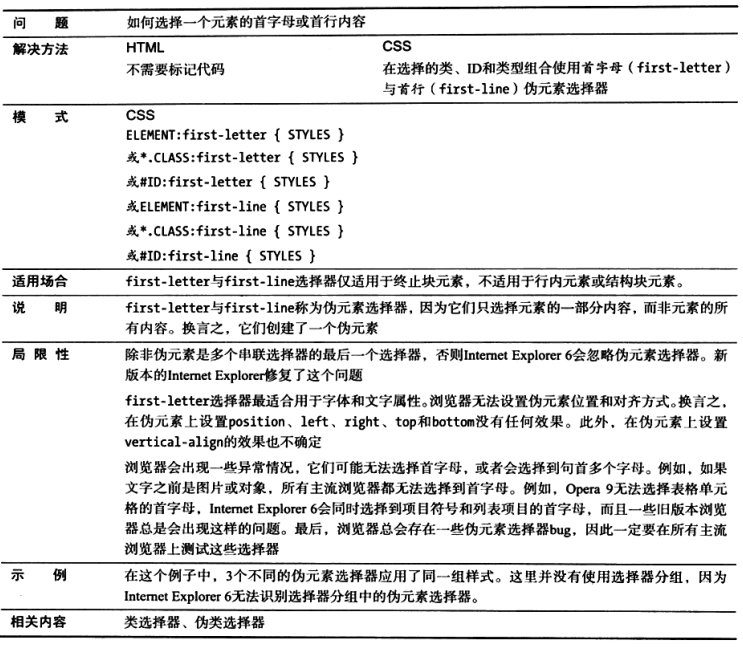 问 题 如何选择一个元素的首字母或首行内容
解决方法 HTML CSS
不需要标记代码 在选择的类、ID和类型组合使用首字母（first-letter）
与首行（first-line）伪元素选择器
模 式 CSS
ELEMENT:first-letter { STYLES }
或*.CLASS:first-letter { STYLES }
或#ID:first-letter { STYLES }
或ELEMENT:first-line { STYLES }
或*.CLASS:first-line { STYLES }
或#ID:first-line { STYLES }
适用场合 first-letter与first-line选择器仅适用于终止块元素，不适用于行内元素或结构块元素。
说 明 first-letter与first-line称为伪元素选择器，因为它们只选择元素的一部分内容，而非元素的所
有内容。换言之，它们创建了一个伪元素
局 限 性 除非伪元素是多个串联选择器的最后一个选择器，否则Internet Explorer 6会忽略伪元素选择器。新
版本的Internet Explorer修复了这个问题
first-letter选择器最适合用于字体和文字属性。浏览器无法设置伪元素位置和对齐方式。换言之，
在伪元素上设置position、left、right、top和bottom没有任何效果。此外，在伪元素上设置
vertical-align的效果也不确定
浏览器会出现一些异常情况，它们可能无法选择首字母，或者会选择到句首多个字母。例如，如果
文字之前是图片或对象，所有主流浏览器都无法选择到首字母。例如，Opera 9无法选择表格单元
格的首字母，Internet Explorer 6会同时选择到项目符号和列表项目的首字母，而且一些旧版本浏览
器总是会出现这样的问题。最后，浏览器总会存在一些伪元素选择器bug，因此一定要在所有主流
浏览器上测试这些选择器
示 例 在这个例子中，3个不同的伪元素选择器应用了同一组样式。这里并没有使用选择器分组，因为
Internet Explorer 6无法识别选择器分组中的伪元素选择器。
相关内容 类选择器、伪类选择器